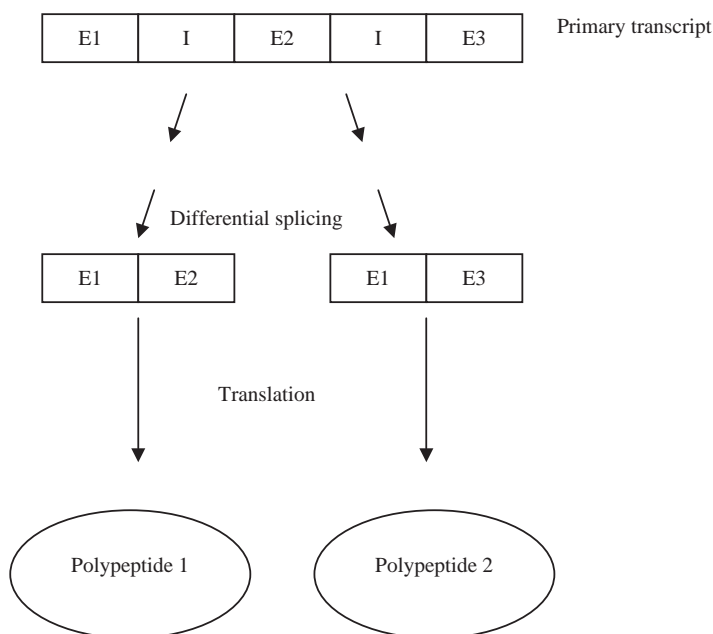 Primary transcript
E1 I E2 I E3
Differential splicing
E1 E2 E1 E3
Translation
Polypeptide 1 Polypeptide 2